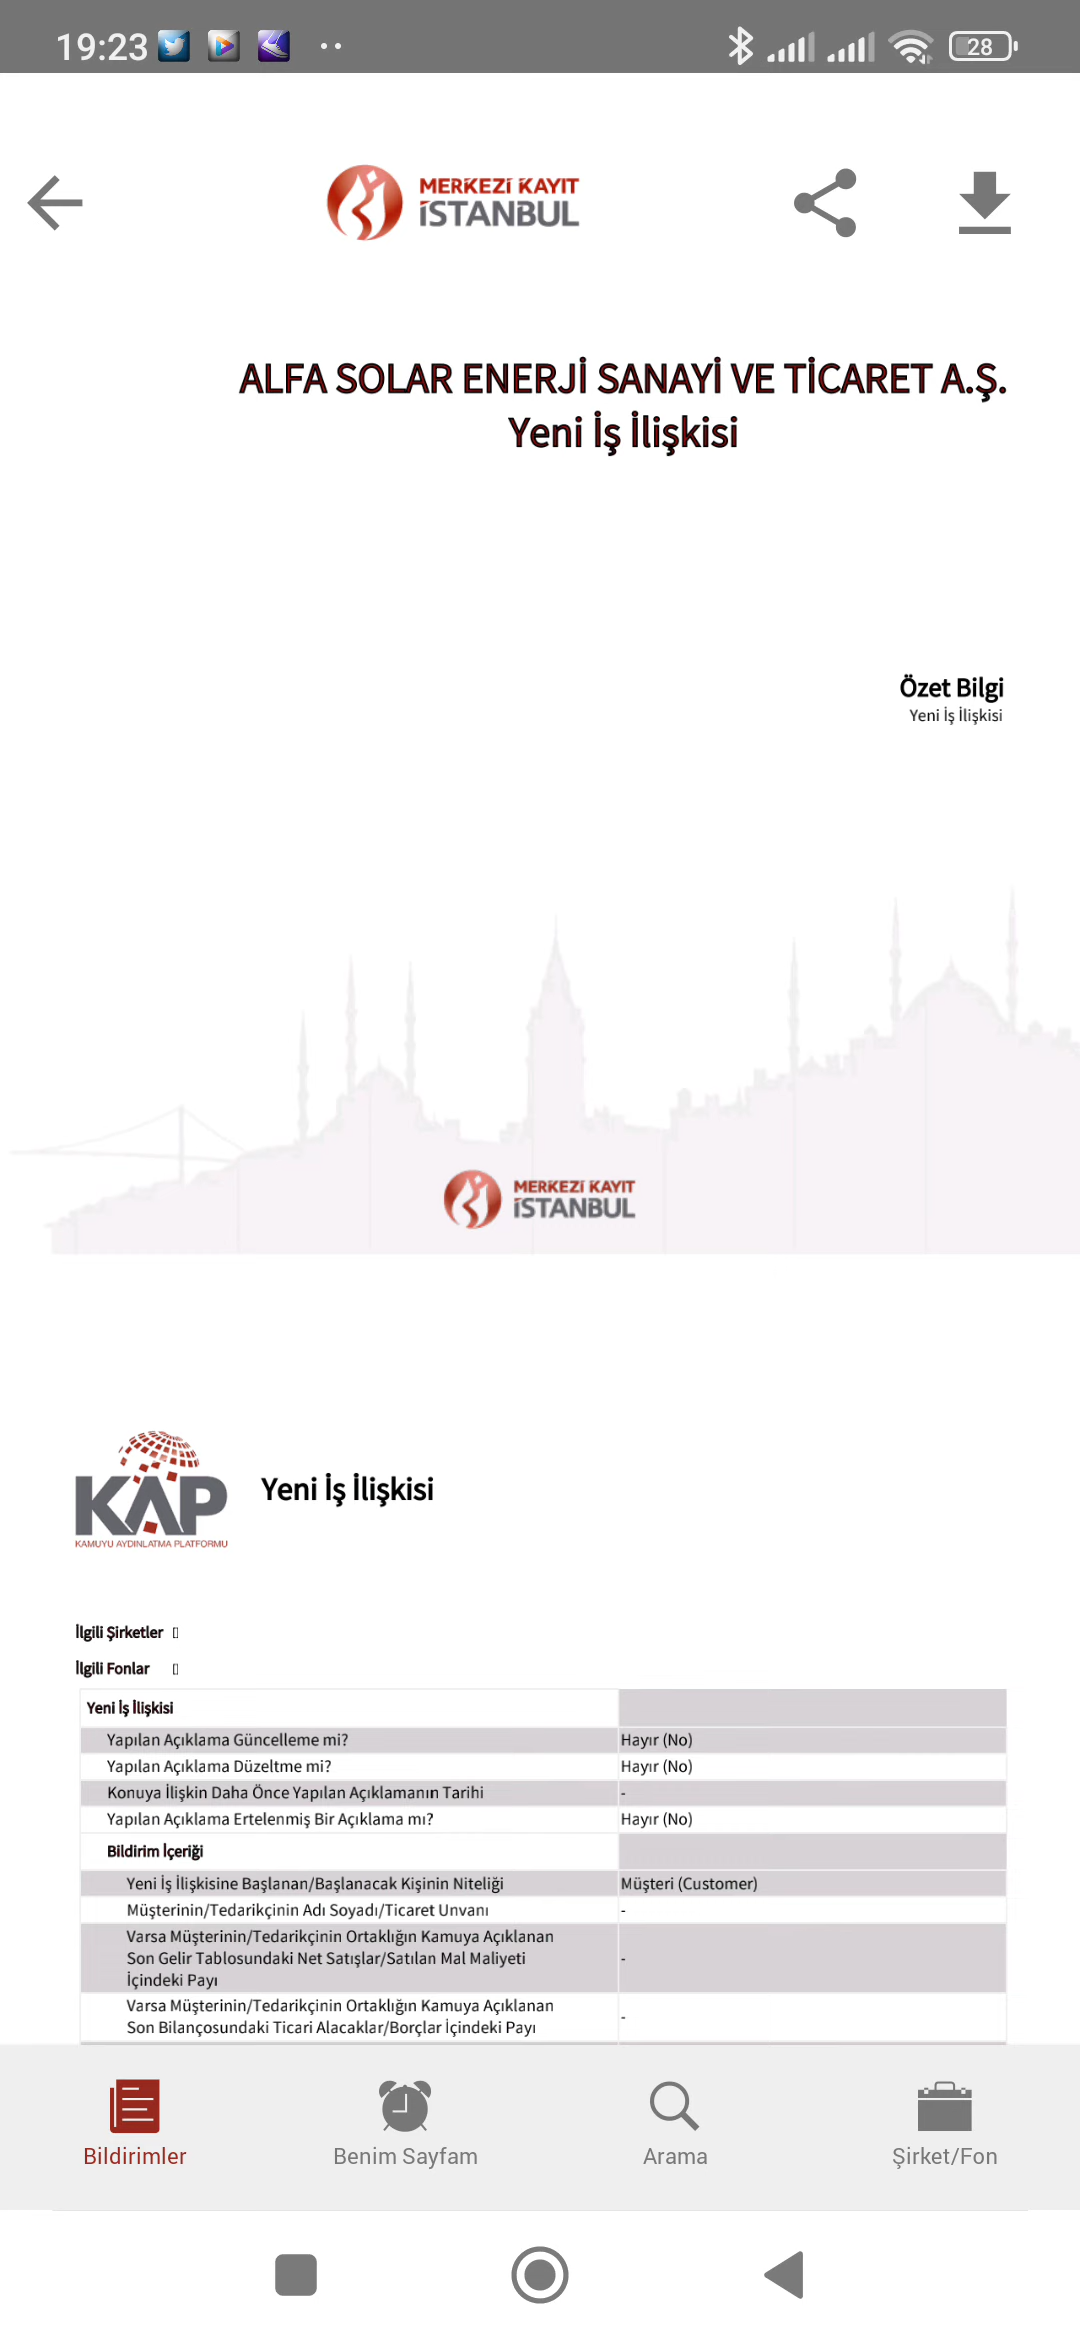 19:23
28
MERKEZİ KAYIT
İSTANBUL
ALFA SOLAR ENERJİ SANAYİ VE TİCARET A.Ş.
Yeni İş İlişkisi
Özet Bilgi
Yeni İş İlişkisi
MERKEZİ KAYIT
İSTANBUL
KAP
KAMUYU AYDINLATMA PLATFORMU
Yeni İş İlişkisi
İlgili Şirketler []
İlgili Fonlar []
Yeni İş İlişkisi
Yapılan Açıklama Güncelleme mi? Hayır (No)
Yapılan Açıklama Düzeltme mi? Hayır (No)
Konuya İlişkin Daha Önce Yapılan Açıklamanın Tarihi -
Yapılan Açıklama Ertelenmiş Bir Açıklama mı? Hayır (No)
Bildirim İçeriği
Yeni İş İlişkisine Başlanan/Başlanacak Kişinin Niteliği Müşteri (Customer)
Müşterinin/Tedarikçinin Adı Soyadı/Ticaret Unvanı -
Varsa Müşterinin/Tedarikçinin Ortaklığın Kamuya Açıklanan
Son Gelir Tablosundaki Net Satışlar/Satılan Mal Maliyeti -
İçindeki Payı
Varsa Müşterinin/Tedarikçinin Ortaklığın Kamuya Açıklanan
Son Bilançosundaki Ticari Alacaklar/Borçlar İçindeki Payı -
Bildirimler
Benim Sayfam
Arama
Şirket/Fon